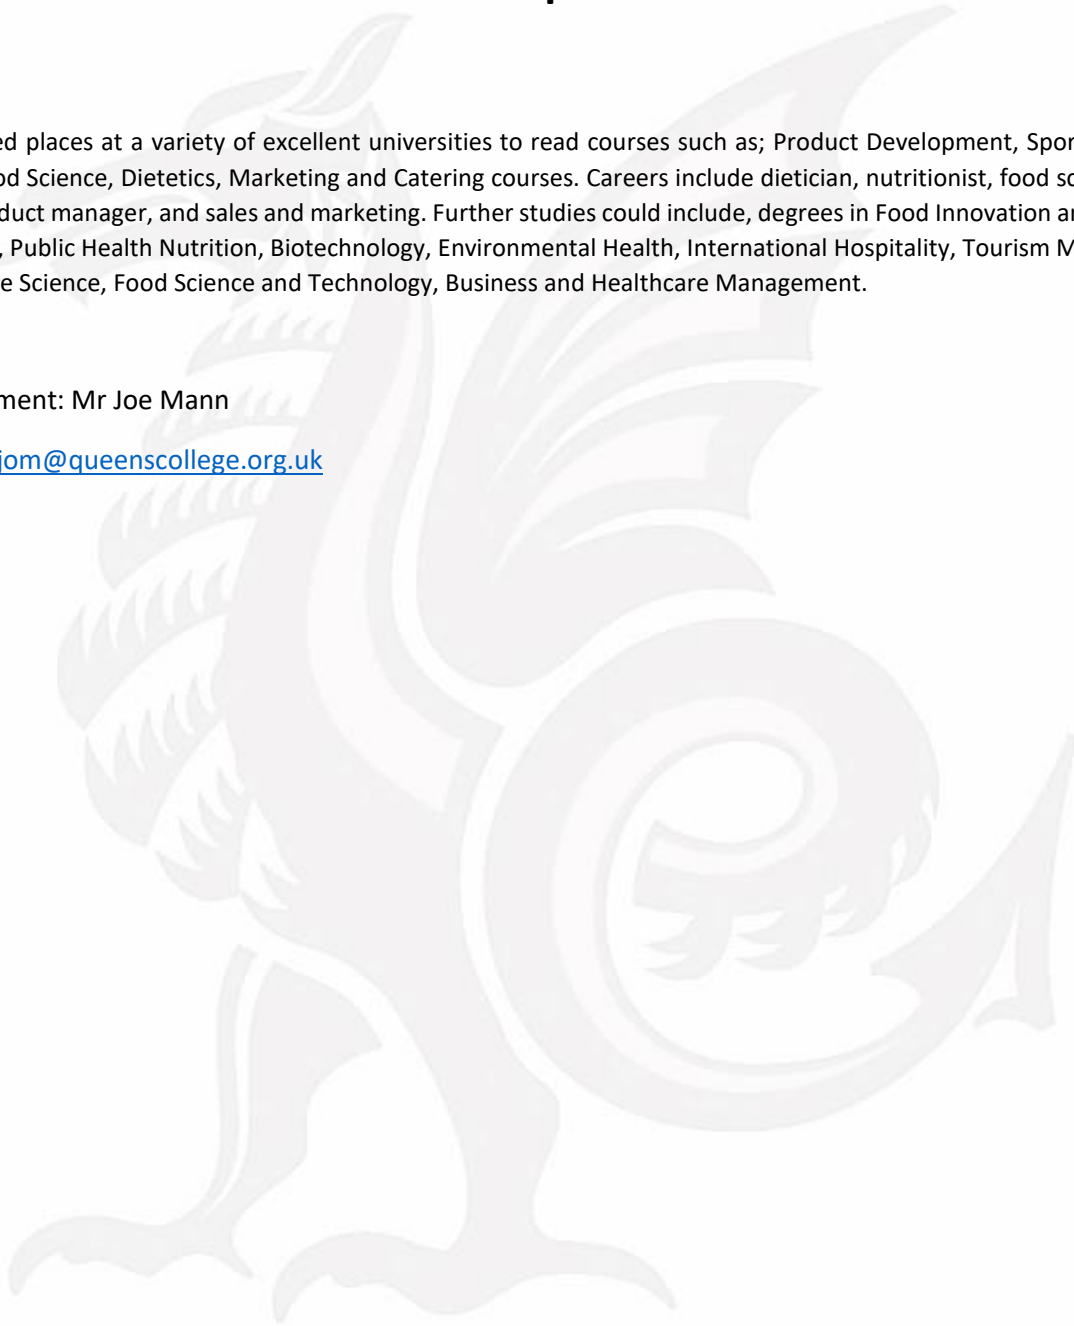 ed places at a variety of excellent universities to read courses such as; Product Development, Spor
od Science, Dietetics, Marketing and Catering courses. Careers include dietician, nutritionist, food sc
duct manager, and sales and marketing. Further studies could include, degrees in Food Innovation a
, Public Health Nutrition, Biotechnology, Environmental Health, International Hospitality, Tourism M
e Science, Food Science and Technology, Business and Healthcare Management.
ment: Mr Joe Mann
jom@queenscollege.org.uk